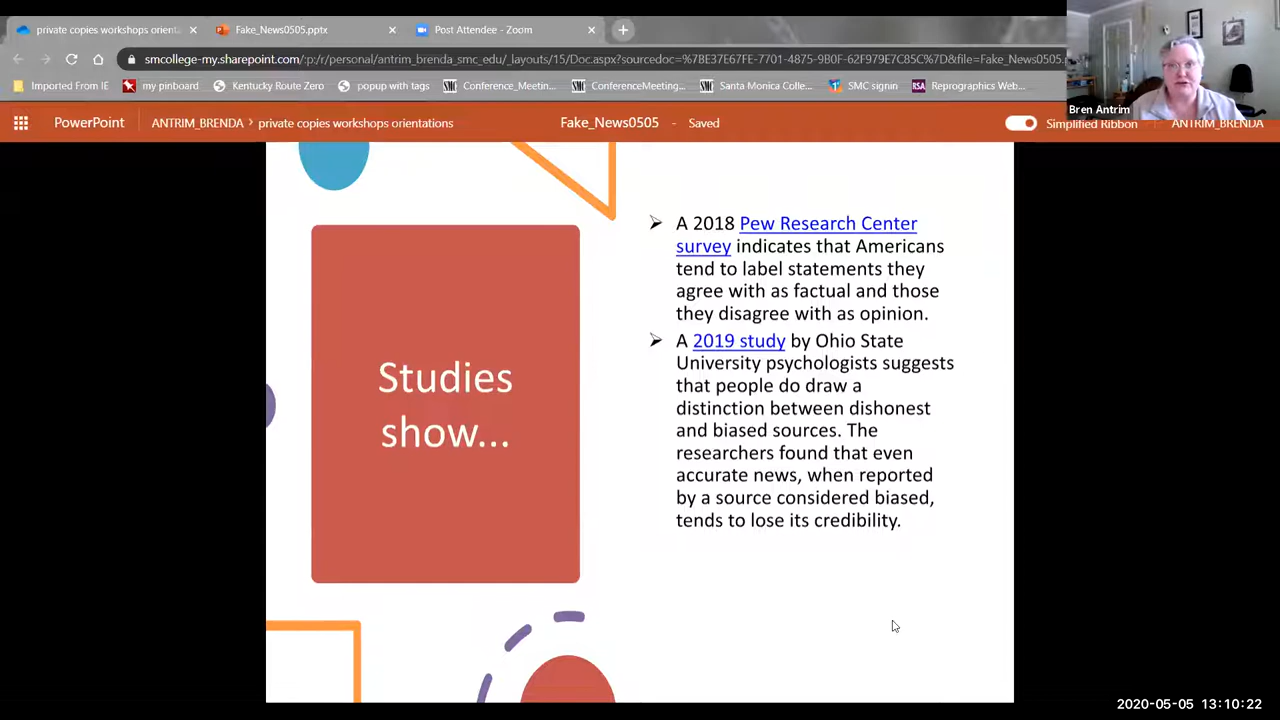 private copies workshops orienta
Fake_News0505.pptx
Post Attendee - Zoom
smcollege-my.sharepoint.com/:p:/r/personal/antrim_brenda_smc_edu/_layouts/15/Doc.aspx?sourcedoc=%7BE37E67FE-7701-4875-9B0F-62F979E7C85C%7D&file=Fake_News0505.
Imported From IE
my pinboard
Kentucky Route Zero
popup with tags
Conference_Meetin...
ConferenceMeeting...
Santa Monica Colle...
SMC signin
Reprographics Web...
Bren Antrim
PowerPoint
ANTRIM_BRENDA > private copies workshops orientations
Fake_News0505 - Saved
Simplified Ribbon
ANTRIM_BRENDA
Studies
show...
A 2018 Pew Research Center
survey indicates that Americans
tend to label statements they
agree with as factual and those
they disagree with as opinion.
A 2019 study by Ohio State
University psychologists suggests
that people do draw a
distinction between dishonest
and biased sources. The
researchers found that even
accurate news, when reported
by a source considered biased,
tends to lose its credibility.
2020-05-05 13:10:22